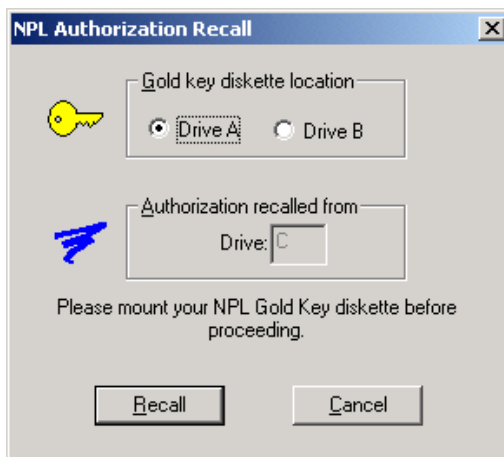 NPL Authorization Recall
Gold key diskette location
Drive A
Drive B
Authorization recalled from
Drive: C
Please mount your NPL Gold Key diskette before
proceeding.
Recall
Cancel